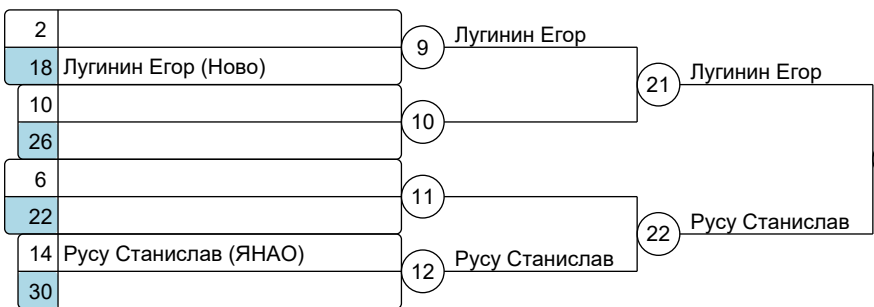 2
9 Лугинин Егор
18 Лугинин Егор (Ново)
21 Лугинин Егор
10
10
26
6
11
22
22 Русу Станислав
14 Русу Станислав (ЯНАО)
12 Русу Станислав
30